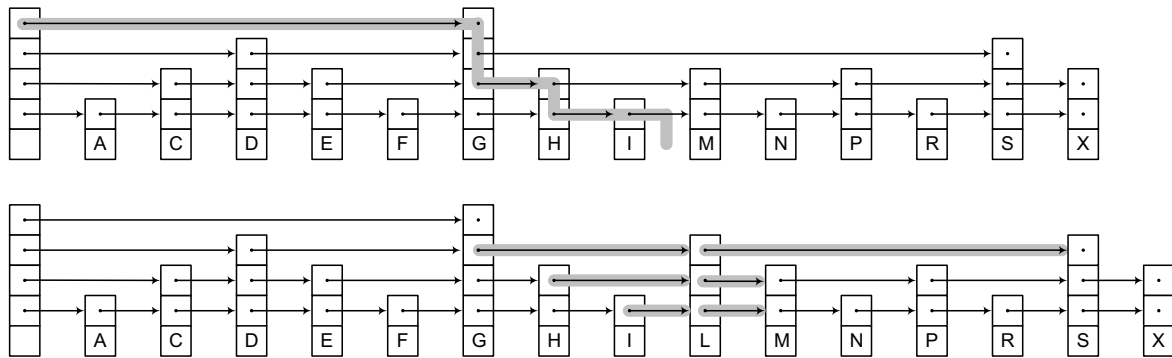 A C D E F G H I M N P R S X
A C D E F G H I L M N P R S X